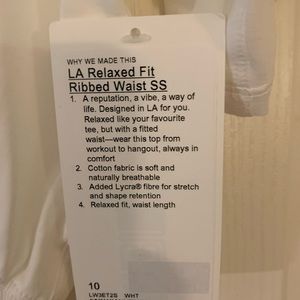 WHY WE MADE THIS
LA Relaxed Fit
Ribbed Waist SS
1. A reputation, a vibe, a way of
life. Designed in LA for you.
Relaxed like your favourite
tee, but with a fitted
waist—wear this top from
workout to hangout, always in
comfort
2. Cotton fabric is soft and
naturally breathable
3. Added Lycra® fibre for stretch
and shape retention
4. Relaxed fit, waist length
10
LW3ET2S WHT